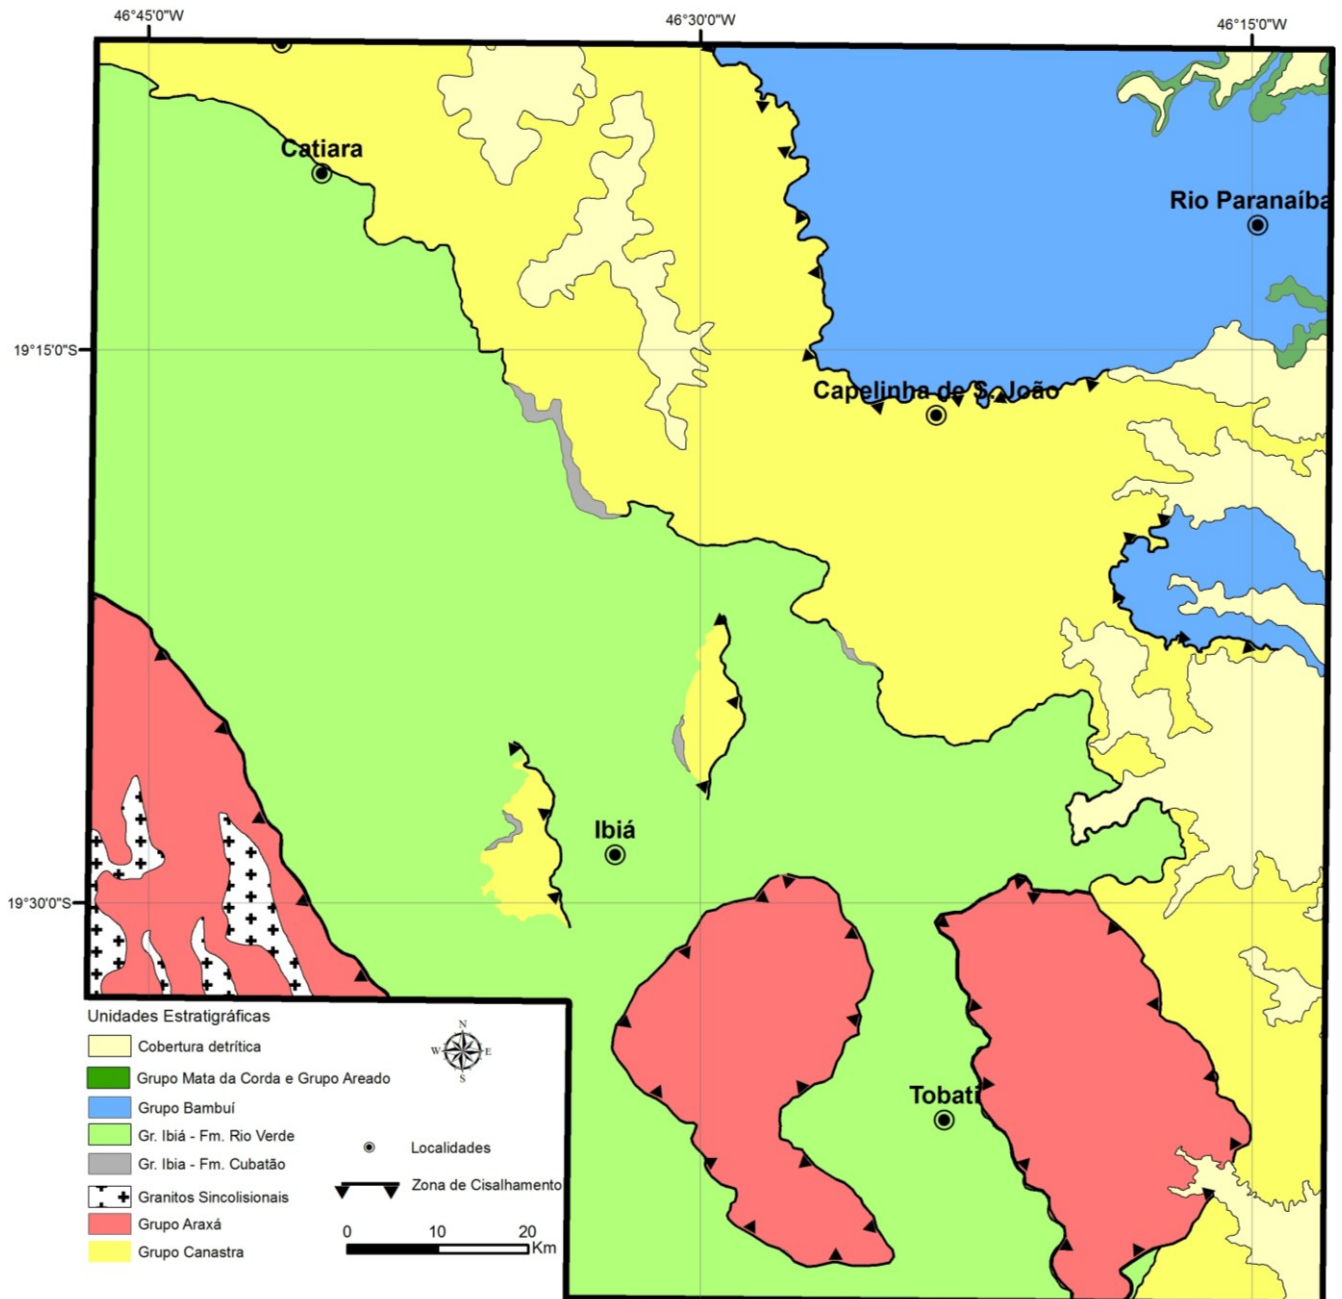 46°45'0"W
46°30'0"W
46°15'0"W
Catiara
Rio Paranaíba
19°15'0"S
Capelinha de S. João
Ibiá
19°30'0"S
Tobati
Unidades Estratigráficas
Cobertura detrítica
Grupo Mata da Corda e Grupo Areado
Grupo Bambuí
Gr. Ibiá - Fm. Rio Verde
Gr. Ibia - Fm. Cubatão
Granitos Sincolisionais
Grupo Araxá
Grupo Canastra
N
W E
S
Localidades
Zona de Cisalhamento
0 10 20
Km